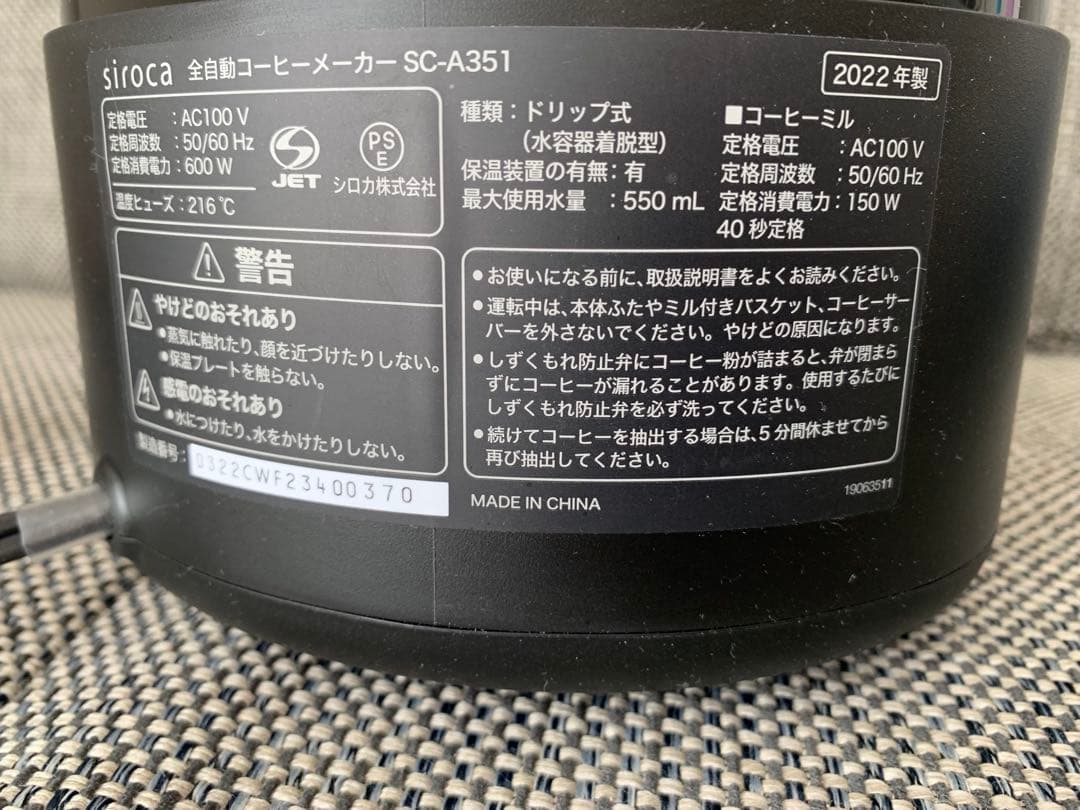 siroca 全自動コーヒーメーカー SC-A351
2022年製
定格電圧 : AC100 V
定格周波数 : 50/60 Hz
定格消費電力 : 600 W
温度ヒューズ : 216℃
JET
PS
E
シロカ株式会社
種類 : ドリップ式
(水容器着脱型)
保温装置の有無 : 有
最大使用水量 : 550 mL
■コーヒーミル
定格電圧 : AC100 V
定格周波数 : 50/60 Hz
定格消費電力 : 150 W
40秒定格
警告
やけどのおそれあり
●蒸気に触れたり、顔を近づけたりしない。
●保温プレートを触らない。
感電のおそれあり
●水につけたり、水をかけたりしない。
製造番号:
0322CWF23400370
●お使いになる前に、取扱説明書をよくお読みください。
●運転中は、本体ふたやミル付きバスケット、コーヒーサー
バーを外さないでください。やけどの原因になります。
●しずくもれ防止弁にコーヒー粉が詰まると、弁が閉まら
ずにコーヒーが漏れることがあります。使用するたびに
しずくもれ防止弁を必ず洗ってください。
●続けてコーヒーを抽出する場合は、5分間休ませてから
再び抽出してください。
MADE IN CHINA
19063511